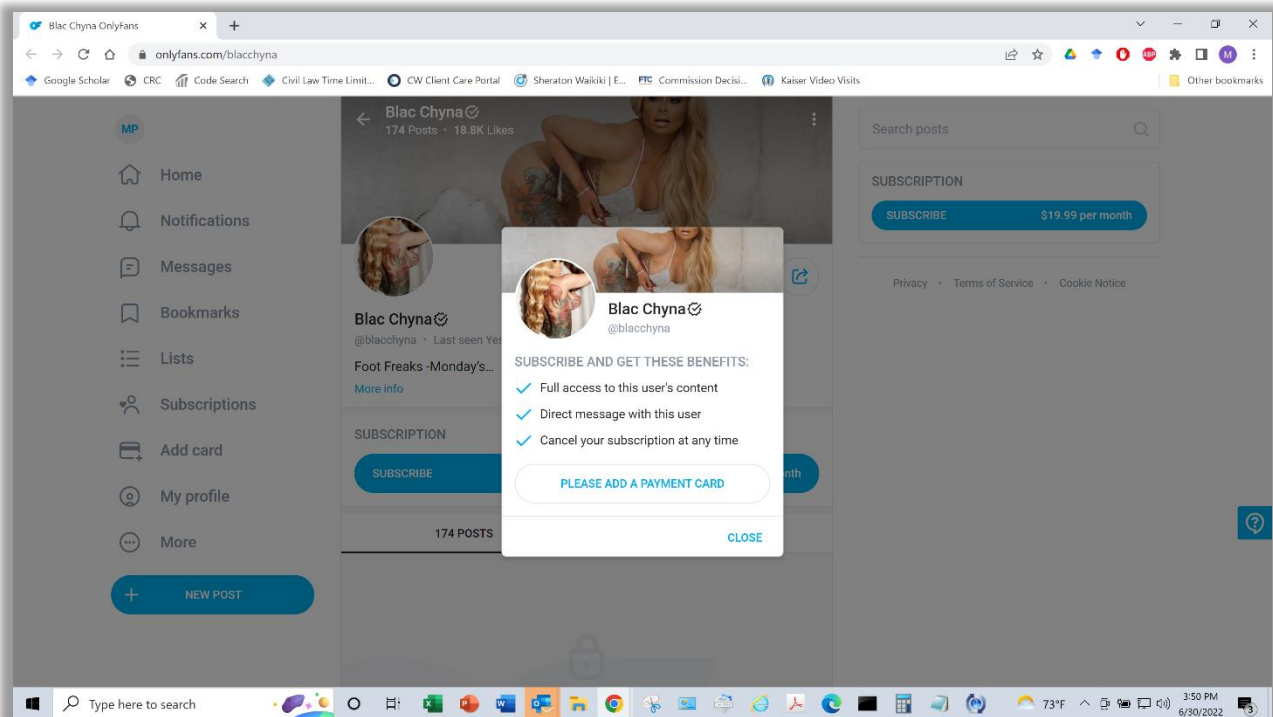 Blac Chyna OnlyFans
onlyfans.com/blacchyna
Google Scholar CRC Code Search Civil Law Time Limit... CW Client Care Portal Sheraton Waikiki | E... FTC Commission Decisi... Kaiser Video Visits Other bookmarks
MP
Home
Notifications
Messages
Bookmarks
Lists
Subscriptions
Add card
My profile
More
NEW POST
Blac Chyna
174 Posts · 18.8K Likes
Blac Chyna
@blacchyna · Last seen Yes
Foot Freaks -Monday's...
More info
SUBSCRIPTION
SUBSCRIBE nth
174 POSTS
Blac Chyna
@blacchyna
SUBSCRIBE AND GET THESE BENEFITS:
Full access to this user's content
Direct message with this user
Cancel your subscription at any time
PLEASE ADD A PAYMENT CARD
CLOSE
Search posts
SUBSCRIPTION
SUBSCRIBE $19.99 per month
Privacy · Terms of Service · Cookie Notice
Type here to search
73°F
3:50 PM
6/30/2022